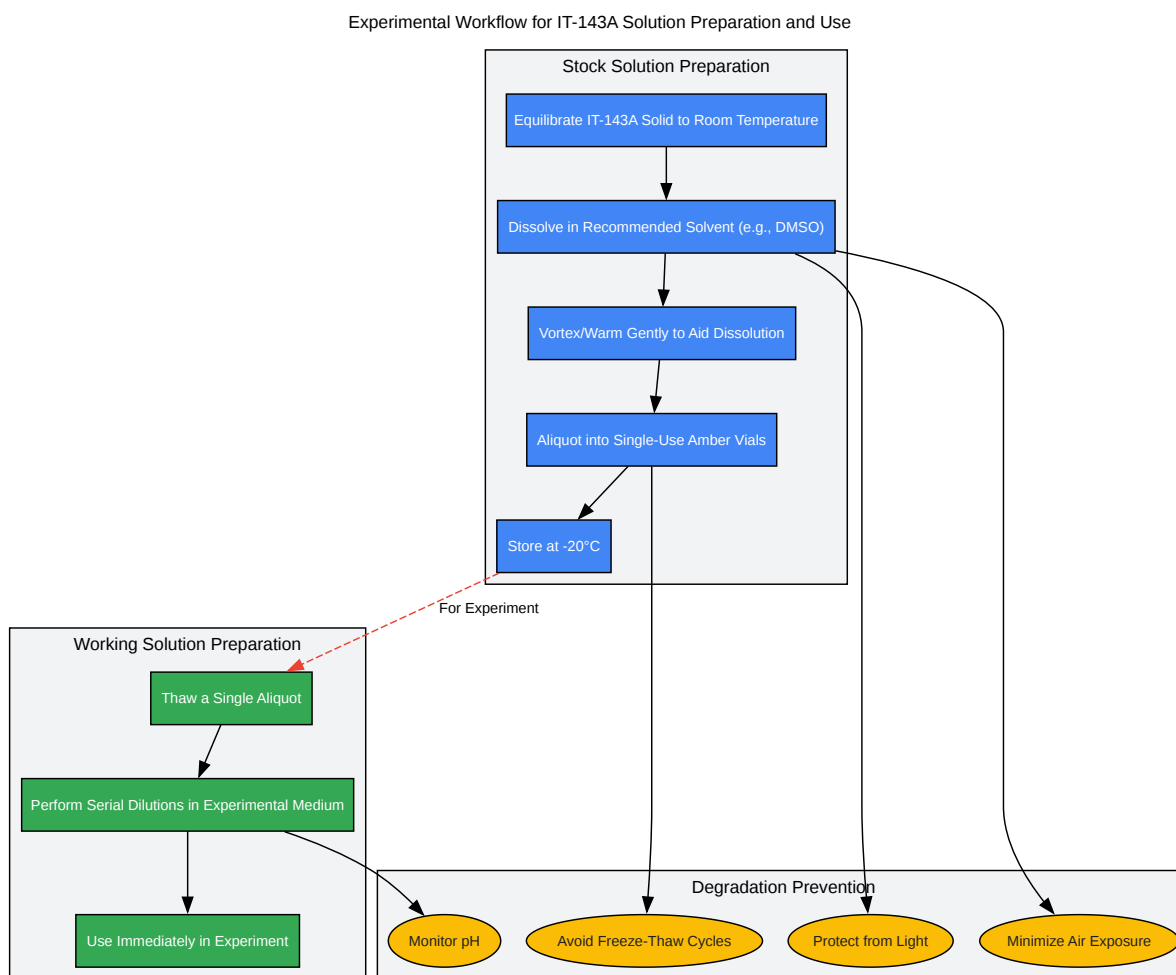 Experimental Workflow for IT-143A Solution Preparation and Use
Stock Solution Preparation
Equilibrate IT-143A Solid to Room Temperature
Dissolve in Recommended Solvent (e.g., DMSO)
Vortex/Warm Gently to Aid Dissolution
Aliquot into Single-Use Amber Vials
Store at -20°C
For Experiment
Working Solution Preparation
Thaw a Single Aliquot
Perform Serial Dilutions in Experimental Medium
Use Immediately in Experiment
Degradation Prevention
Monitor pH
Avoid Freeze-Thaw Cycles
Protect from Light
Minimize Air Exposure